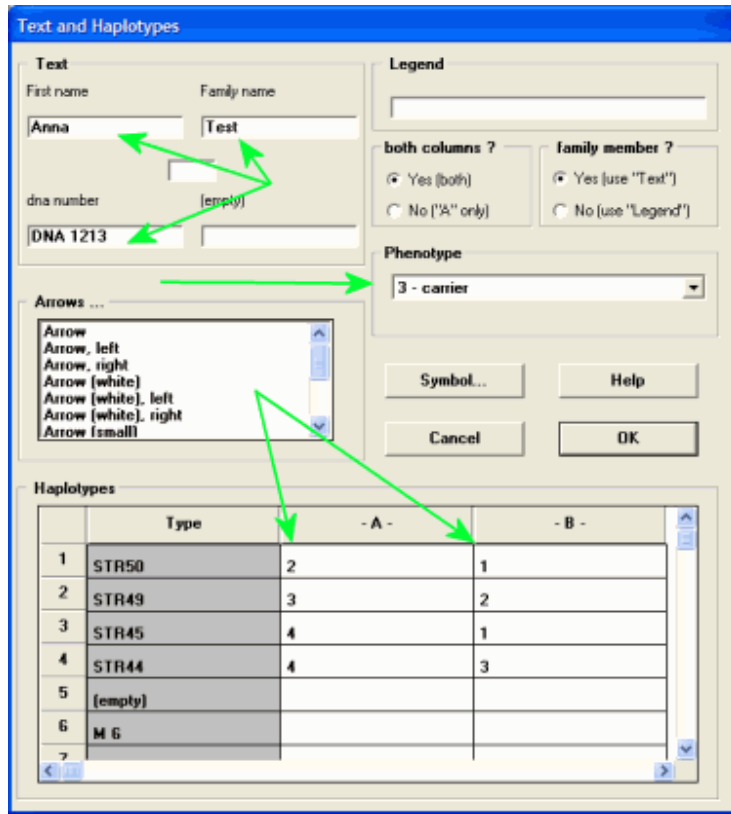 Text and Haplotypes
Text
First name Family name
Anna Test
dna number (empty)
DNA 1213
Legend
both columns ?
Yes (both)
No ("A" only)
family member ?
Yes (use "Text")
No (use "Legend")
Phenotype
3 - carrier
Arrows ...
Arrow
Arrow, left
Arrow, right
Arrow (white)
Arrow (white), left
Arrow (white), right
Arrow (small)
Symbol... Help
Cancel OK
Haplotypes
Type - A - - B -
1 STR50 2 1
2 STR49 3 2
3 STR45 4 1
4 STR44 4 3
5 (empty)
6 M 6
7